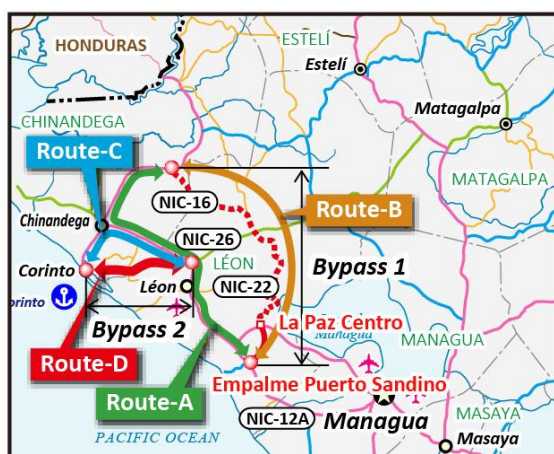 HONDURAS
ESTELÍ
Estelí
Matagalpa
CHINANDEGA
Route-C
MATAGALPA
NIC-16
Route-B
Chinandega
NIC-26
LÉON
Corinto
Bypass 1
NIC-22
orinto
Léon
Bypass 2
La Paz Centro
Managua
MANAGUA
Route-D
Empalme Puerto Sandino
Route-A
NIC-12A
Managua
MASAYA
PACIFIC OCEAN
Masaya